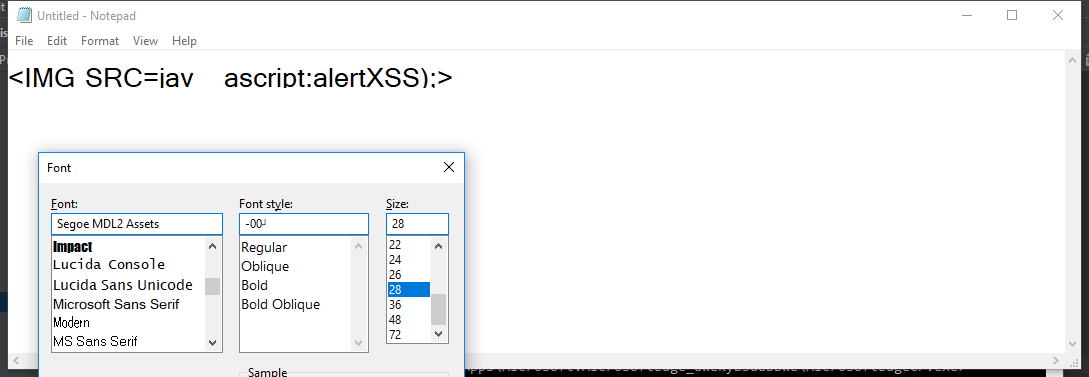 Untitled - Notepad
File Edit Format View Help
<IMG SRC=jav ascript:alertXSS);>
Font
Font: Font style: Size:
Segoe MDL2 Assets -00┘ 28
Impact Regular 22
Lucida Console Oblique 24
Lucida Sans Unicode Bold 26
Microsoft Sans Serif Bold Oblique 28
Modern 36
MS Sans Serif 48
72
Sample